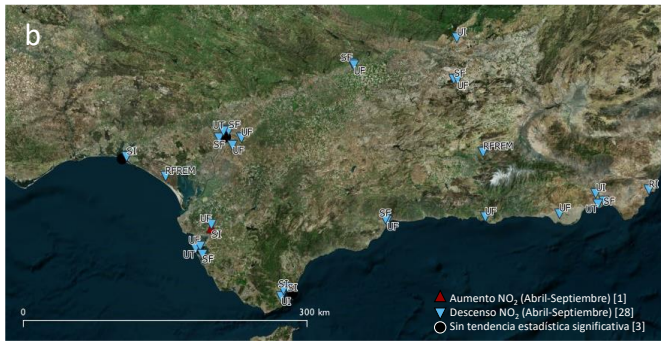 b
UI
SF
UF
SF
UF
UT SF
UF
SF
UF
SI
RFREM
RFREM
RI
UI
SF
UT
UF
UF
SF
UF
UF
SI
UF
UT
SF
SI
SI
UI
Aumento NO₂ (Abril-Septiembre) [1]
Descenso NO₂ (Abril-Septiembre) [28]
Sin tendencia estadística significativa [3]
0 300 km